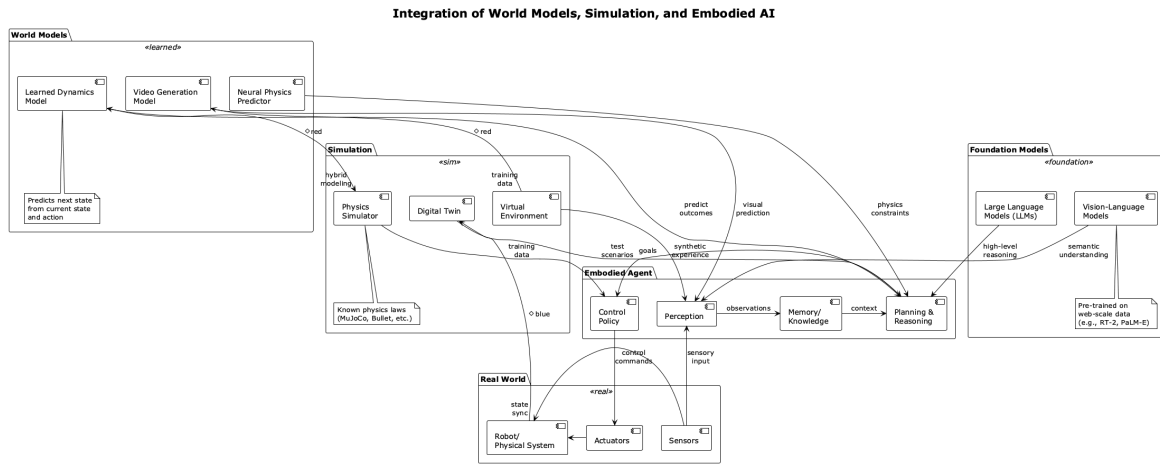 Integration of World Models, Simulation, and Embodied AI
World Models
«learned»
Learned Dynamics
Model
Video Generation
Model
Neural Physics
Predictor
Predicts next state
from current state
and action
◇red
◇red
Simulation
«sim»
hybrid
modeling
training
data
Physics
Simulator
Digital Twin
Virtual
Environment
Known physics laws
(MuJoCo, Bullet, etc.)
training
data
◇blue
predict
outcomes
visual
prediction
physics
constraints
test
scenarios
goals
synthetic
experience
Foundation Models
«foundation»
Large Language
Models (LLMs)
Vision-Language
Models
high-level
reasoning
semantic
understanding
Pre-trained on
web-scale data
(e.g., RT-2, PaLM-E)
Embodied Agent
Control
Policy
Perception
observations
Memory/
Knowledge
context
Planning &
Reasoning
control
commands
sensory
input
Real World
«real»
state
sync
Robot/
Physical System
Actuators
Sensors